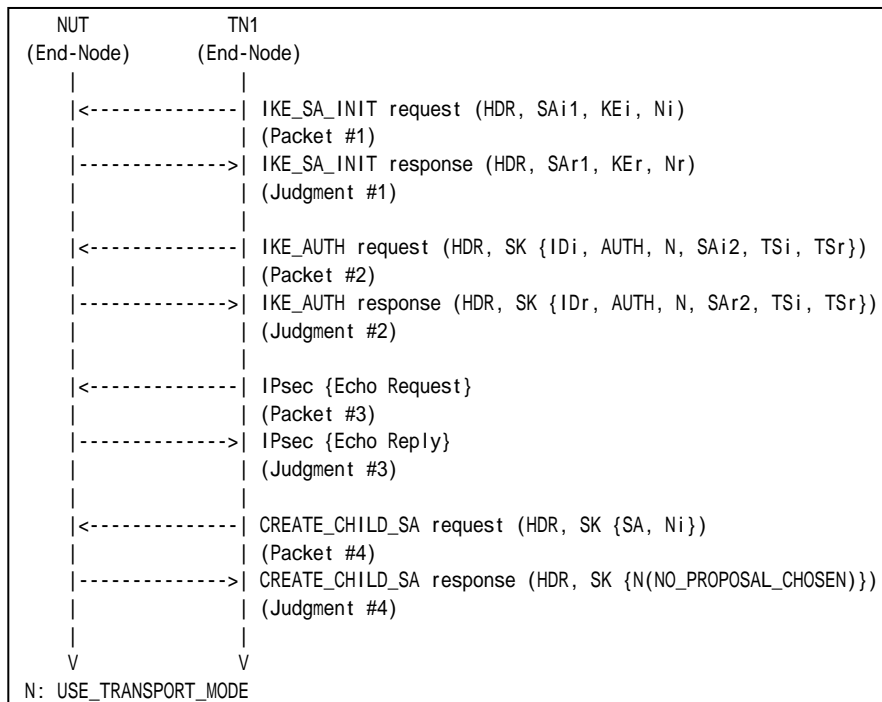 NUT TN1
(End-Node) (End-Node)
| |
|<--------------| IKE_SA_INIT request (HDR, SAi1, KEi, Ni)
| | (Packet #1)
|-------------->| IKE_SA_INIT response (HDR, SAr1, KEr, Nr)
| | (Judgment #1)
| |
|<--------------| IKE_AUTH request (HDR, SK {IDi, AUTH, N, SAi2, TSi, TSr})
| | (Packet #2)
|-------------->| IKE_AUTH response (HDR, SK {IDr, AUTH, N, SAr2, TSi, TSr})
| | (Judgment #2)
| |
|<--------------| IPsec {Echo Request}
| | (Packet #3)
|-------------->| IPsec {Echo Reply}
| | (Judgment #3)
| |
|<--------------| CREATE_CHILD_SA request (HDR, SK {SA, Ni})
| | (Packet #4)
|-------------->| CREATE_CHILD_SA response (HDR, SK {N(NO_PROPOSAL_CHOSEN)})
| | (Judgment #4)
| |
V V
N: USE_TRANSPORT_MODE